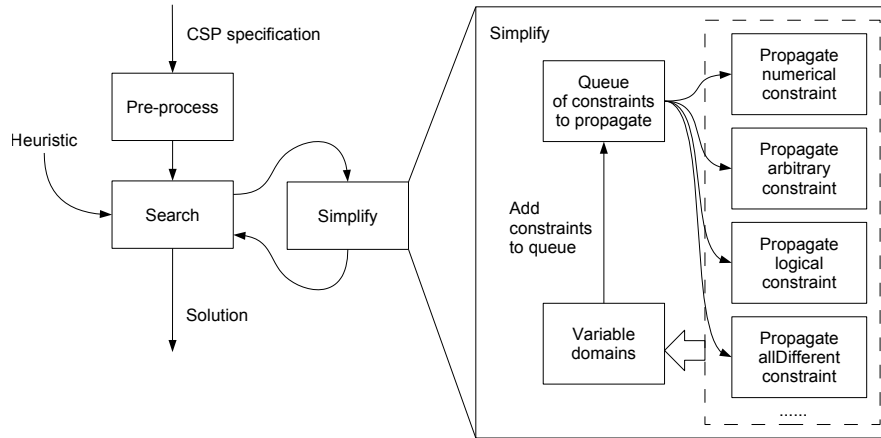 CSP specification
Pre-process
Heuristic
Search
Simplify
Solution
Simplify
Queue
of constraints
to propagate
Add
constraints
to queue
Variable
domains
Propagate
numerical
constraint
Propagate
arbitrary
constraint
Propagate
logical
constraint
Propagate
allDifferent
constraint
......